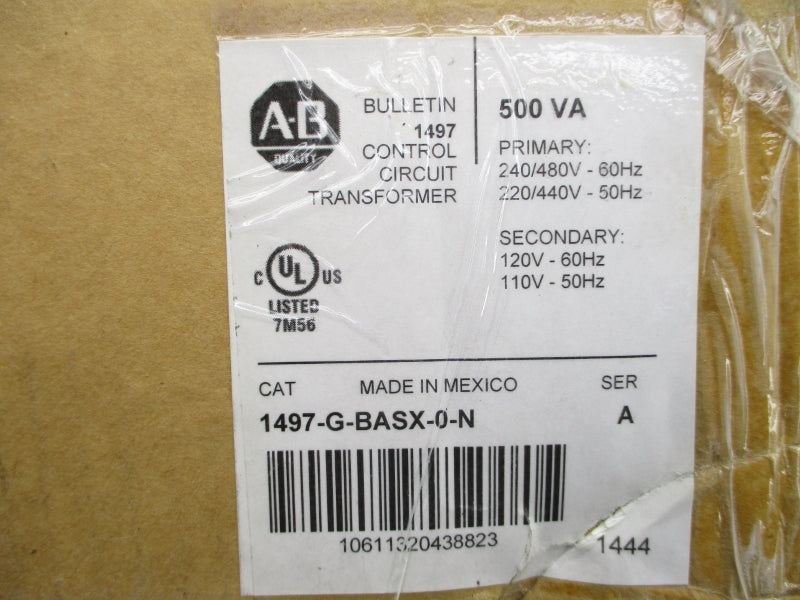 A-B
QUALITY
BULLETIN
1497
CONTROL
CIRCUIT
TRANSFORMER
500 VA
PRIMARY:
240/480V - 60Hz
220/440V - 50Hz
SECONDARY:
120V - 60Hz
110V - 50Hz
C UL US
LISTED
7M56
CAT MADE IN MEXICO SER
1497-G-BASX-0-N A
10611320438823 1444